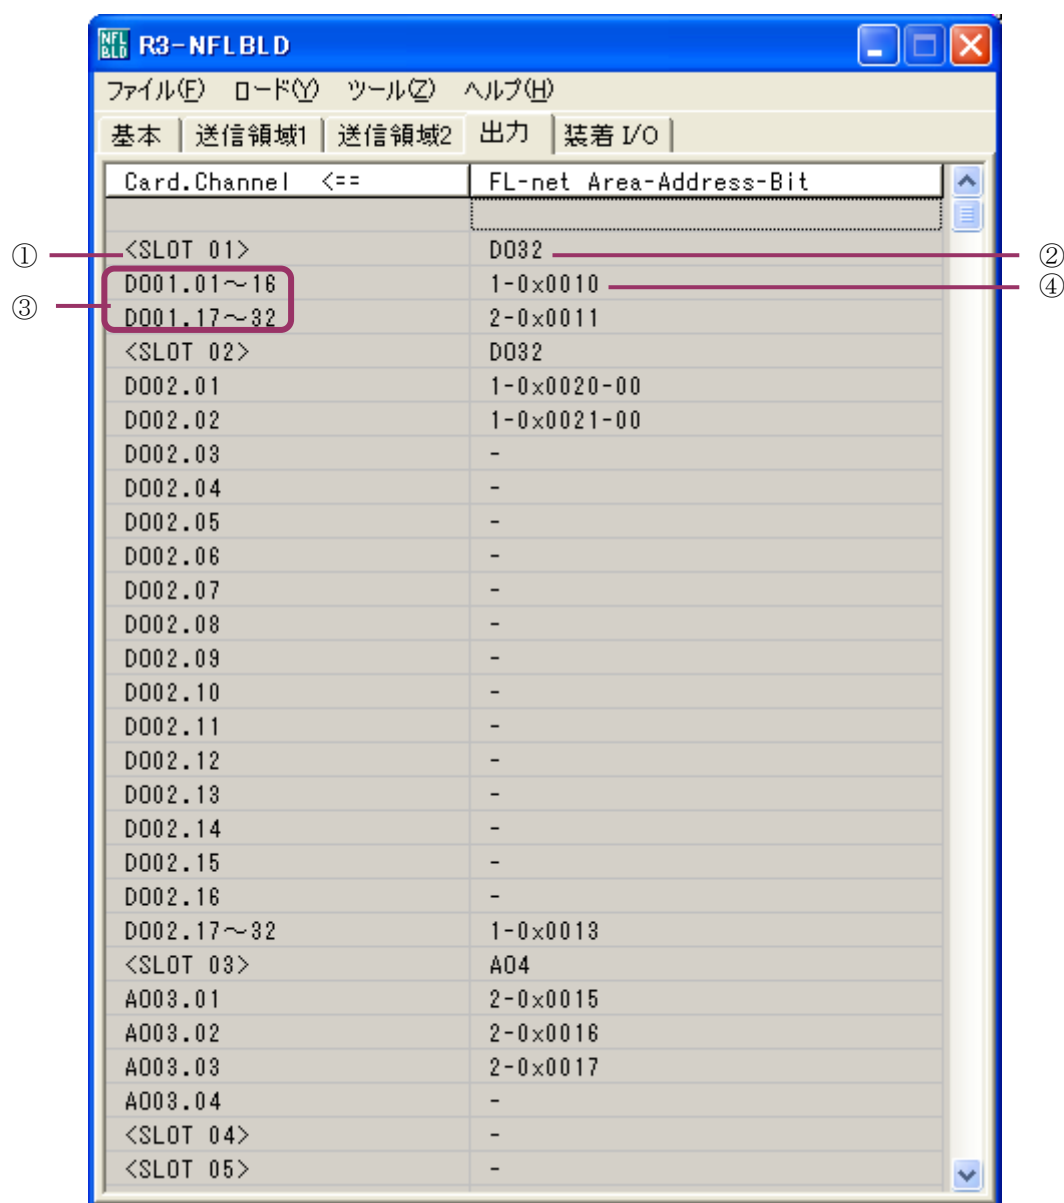 NFL BLD R3-NFLBLD
ファイル(F) ロード(Y) ツール(Z) ヘルプ(H)
基本 送信領域1 送信領域2 出力 装着 I/O
Card.Channel <== FL-net Area-Address-Bit
① <SLOT 01> DO32 ②
DO01.01～16 1-0x0010 ④
③ DO01.17～32 2-0x0011
<SLOT 02> DO32
DO02.01 1-0x0020-00
DO02.02 1-0x0021-00
DO02.03 -
DO02.04 -
DO02.05 -
DO02.06 -
DO02.07 -
DO02.08 -
DO02.09 -
DO02.10 -
DO02.11 -
DO02.12 -
DO02.13 -
DO02.14 -
DO02.15 -
DO02.16 -
DO02.17～32 1-0x0013
<SLOT 03> AO4
AO03.01 2-0x0015
AO03.02 2-0x0016
AO03.03 2-0x0017
AO03.04 -
<SLOT 04> -
<SLOT 05> -